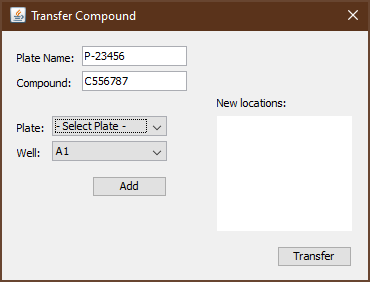 Transfer Compound
Plate Name: P-23456
Compound: C556787
New locations:
Plate: - Select Plate -
Well: A1
Add
Transfer